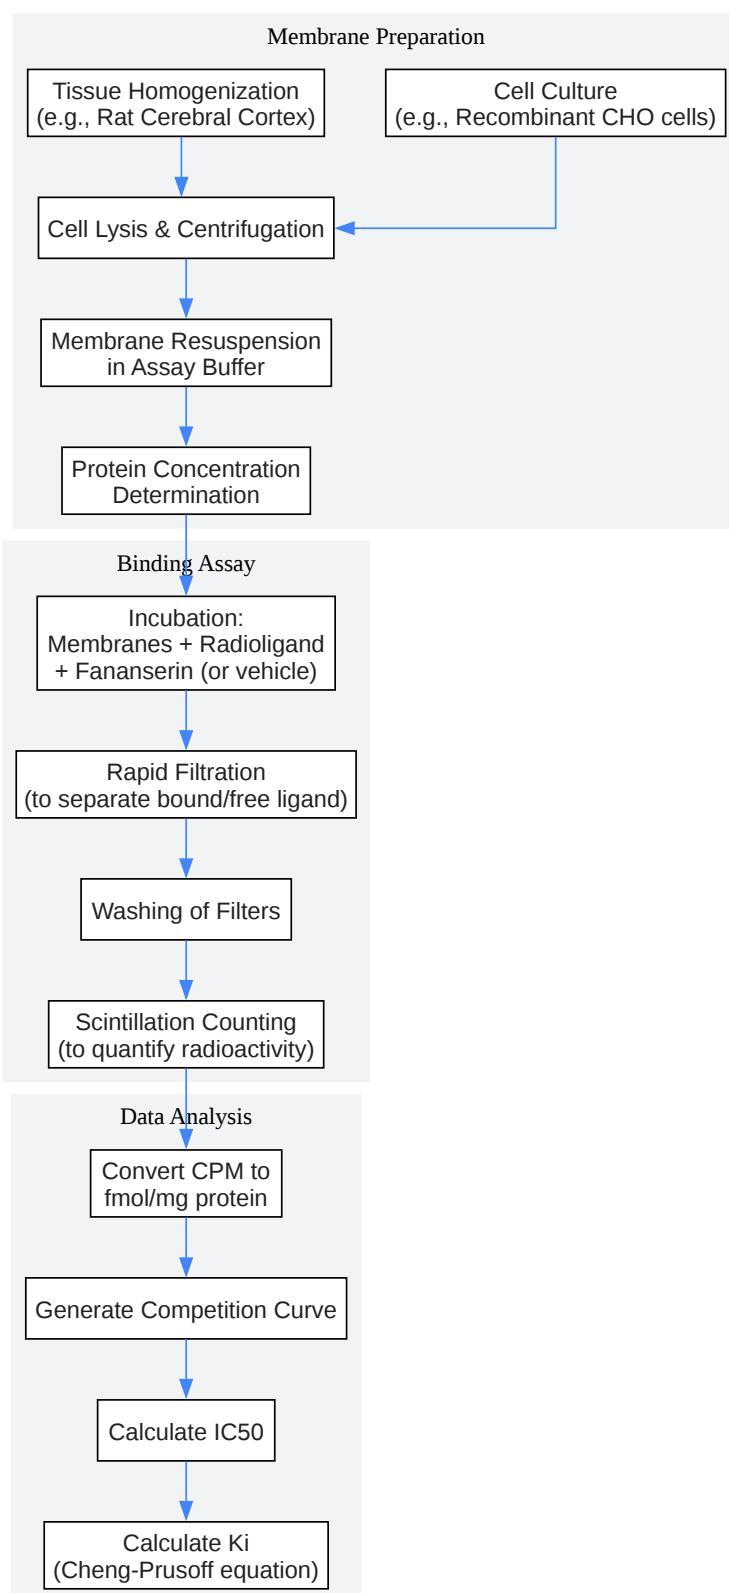 Membrane Preparation
Tissue Homogenization
(e.g., Rat Cerebral Cortex)
Cell Culture
(e.g., Recombinant CHO cells)
Cell Lysis & Centrifugation
Membrane Resuspension
in Assay Buffer
Protein Concentration
Determination
Binding Assay
Incubation:
Membranes + Radioligand
+ Fananserin (or vehicle)
Rapid Filtration
(to separate bound/free ligand)
Washing of Filters
Scintillation Counting
(to quantify radioactivity)
Data Analysis
Convert CPM to
fmol/mg protein
Generate Competition Curve
Calculate IC50
Calculate Ki
(Cheng-Prusoff equation)